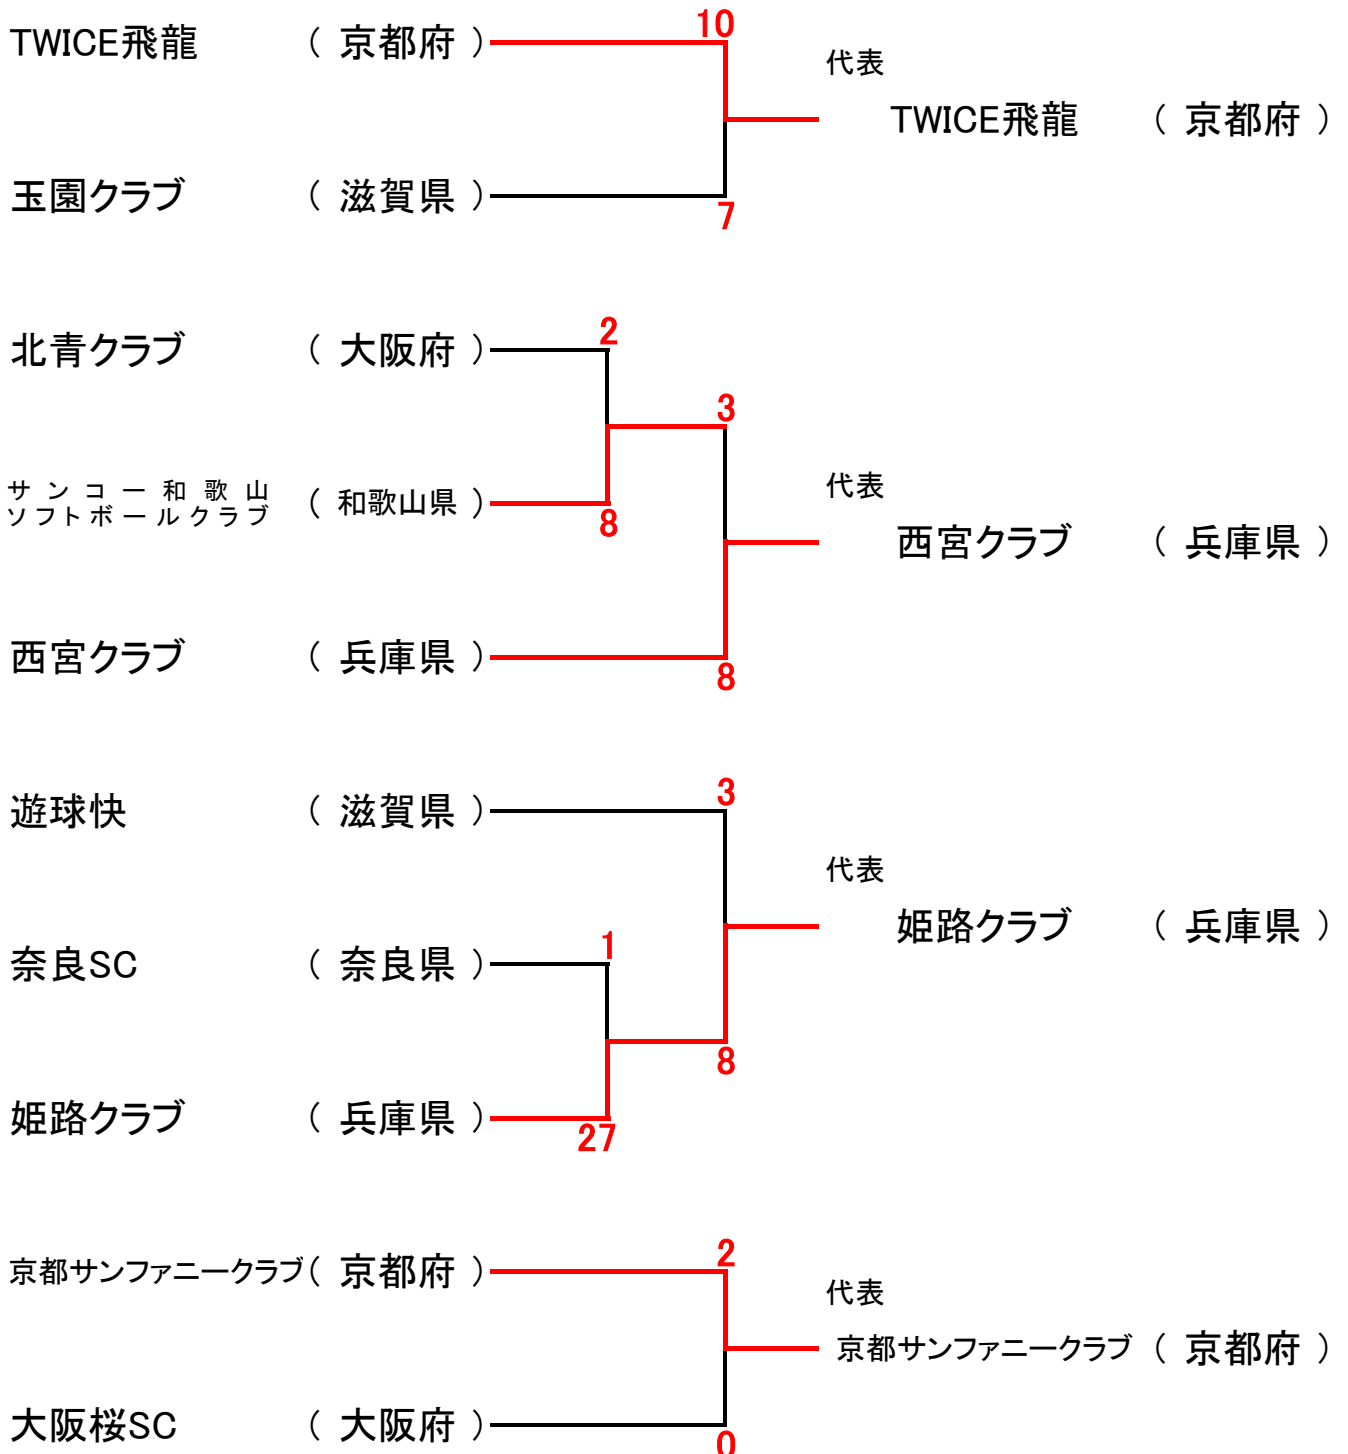 10
TWICE飛龍 （ 京都府 ）
代表
TWICE飛龍 （ 京都府 ）
玉園クラブ （ 滋賀県 ）
7
北青クラブ （ 大阪府 ）
2
3
サンコー和歌山
ソフトボールクラブ
（ 和歌山県 ）
8
代表
西宮クラブ （ 兵庫県 ）
西宮クラブ （ 兵庫県 ）
8
遊球快 （ 滋賀県 ）
3
代表
姫路クラブ （ 兵庫県 ）
奈良SC （ 奈良県 ）
1
8
姫路クラブ （ 兵庫県 ）
27
京都サンファニークラブ （ 京都府 ）
2
代表
京都サンファニークラブ （ 京都府 ）
大阪桜SC （ 大阪府 ）
0